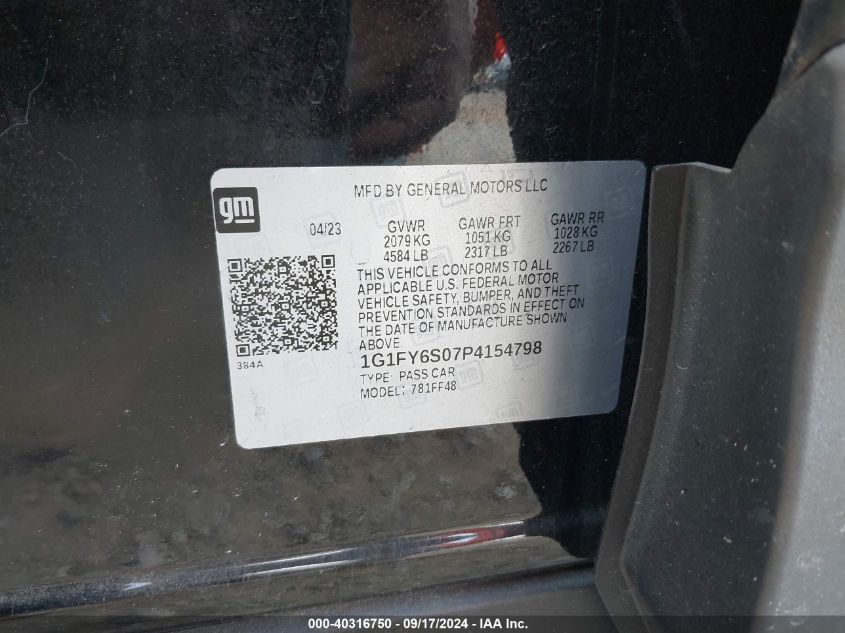 MFD BY GENERAL MOTORS LLC
gm
04/23 GVWR GAWR FRT GAWR RR
2079 KG 1051 KG 1028 KG
4584 LB 2317 LB 2267 LB
THIS VEHICLE CONFORMS TO ALL
APPLICABLE U.S. FEDERAL MOTOR
VEHICLE SAFETY, BUMPER, AND THEFT
PREVENTION STANDARDS IN EFFECT ON
THE DATE OF MANUFACTURE SHOWN
ABOVE.
384A
1G1FY6S07P4154798
TYPE: PASS CAR
MODEL: 781FF48
000-40316750 - 09/17/2024 - IAAI.com